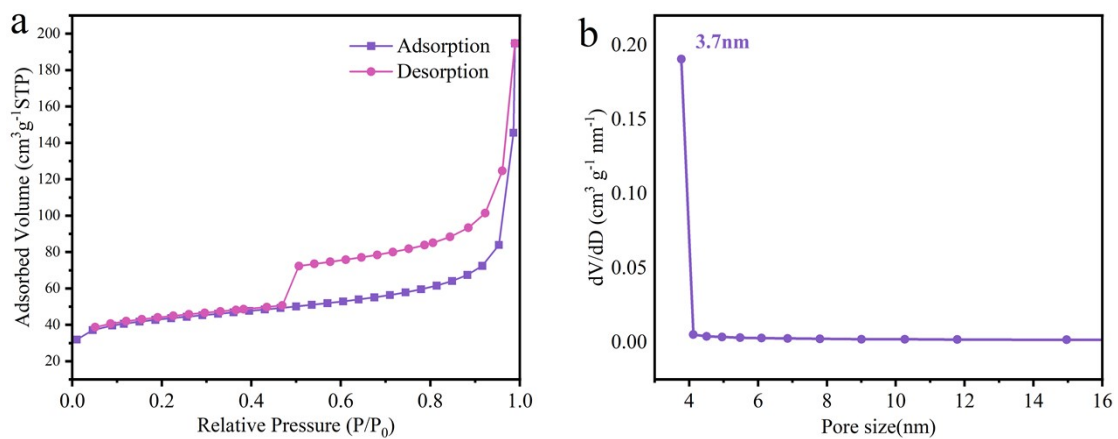 a
Adsorbed Volume (cm³g⁻¹STP)
200
180
160
140
120
100
80
60
40
20
Adsorption
Desorption
0.0 0.2 0.4 0.6 0.8 1.0
Relative Pressure (P/P₀)
b
dV/dD (cm³ g⁻¹ nm⁻¹)
0.20
0.15
0.10
0.05
0.00
3.7nm
4 6 8 10 12 14 16
Pore size(nm)